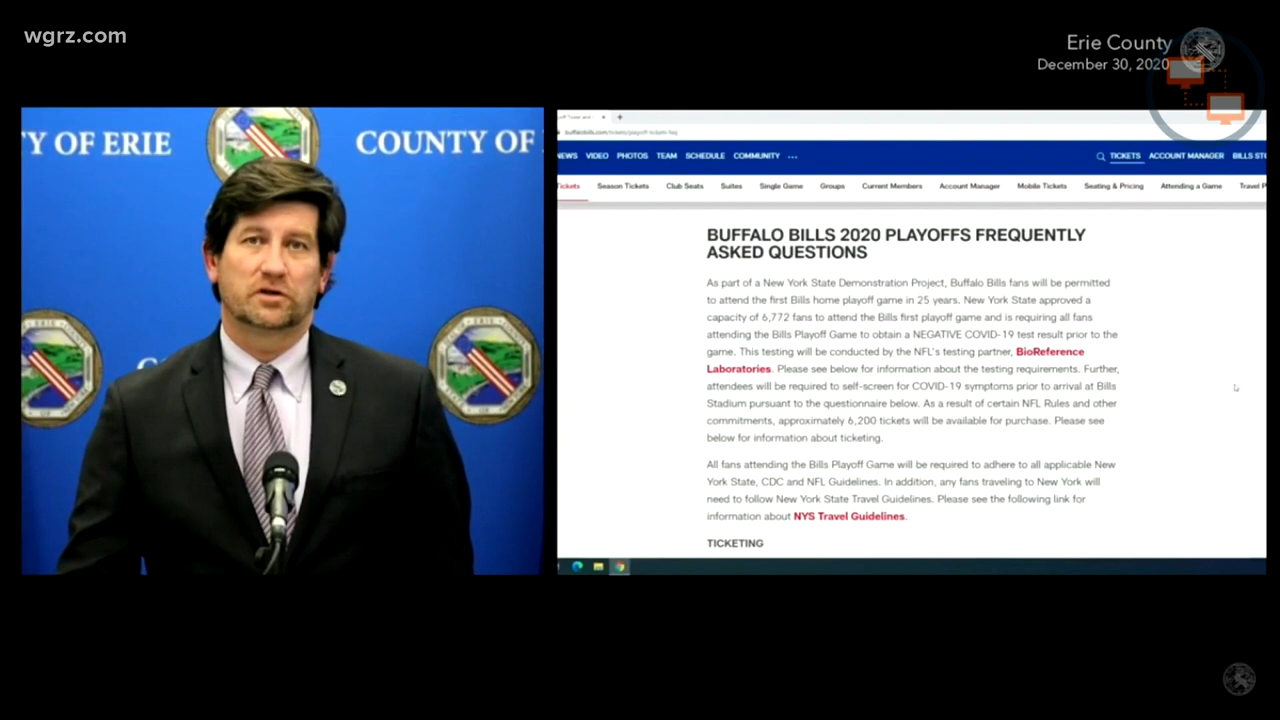 wgrz.com
Erie County
December 30, 2020
Y OF ERIE
COUNTY OF
NEWS VIDEO PHOTOS TEAM SCHEDULE COMMUNITY ...
TICKETS ACCOUNT MANAGER BILLS STO
Tickets Season Tickets Club Seats Suites Single Game Groups Current Members Account Manager Mobile Tickets Seating & Pricing Attending a Game Travel P
BUFFALO BILLS 2020 PLAYOFFS FREQUENTLY
ASKED QUESTIONS
As part of a New York State Demonstration Project, Buffalo Bills fans will be permitted
to attend the first Bills home playoff game in 25 years. New York State approved a
capacity of 6,772 fans to attend the Bills first playoff game and is requiring all fans
attending the Bills Playoff Game to obtain a NEGATIVE COVID-19 test result prior to the
game. This testing will be conducted by the NFL's testing partner, BioReference
Laboratories. Please see below for information about the testing requirements. Further,
attendees will be required to self-screen for COVID-19 symptoms prior to arrival at Bills
Stadium pursuant to the questionnaire below. As a result of certain NFL Rules and other
commitments, approximately 6,200 tickets will be available for purchase. Please see
below for information about ticketing.
All fans attending the Bills Playoff Game will be required to adhere to all applicable New
York State, CDC and NFL Guidelines. In addition, any fans traveling to New York will
need to follow New York State Travel Guidelines. Please see the following link for
information about NYS Travel Guidelines.
TICKETING